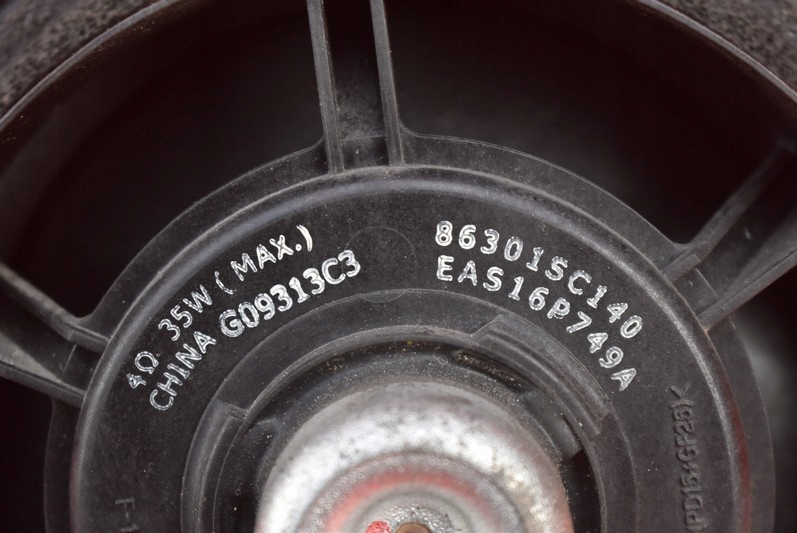 4Ω 35W (MAX.)
CHINA G09313C3
86301SC140
EAS16P749A